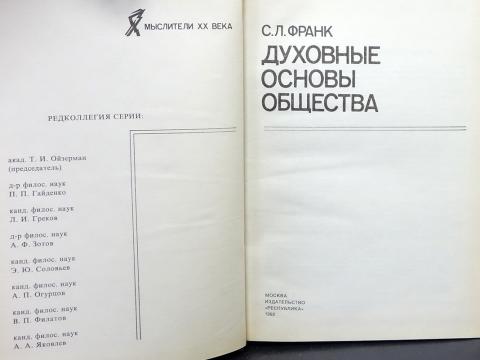 МЫСЛИТЕЛИ XX ВЕКА
РЕДКОЛЛЕГИЯ СЕРИИ:
акад. Т. И. Ойзерман
(председатель)
д-р филос. наук
П. П. Гайденко
канд. филос. наук
Л. И. Греков
д-р филос. наук
А. Ф. Зотов
канд. филос. наук
Э. Ю. Соловьев
канд. филос. наук
А. П. Огурцов
канд. филос. наук
В. П. Филатов
канд. филос. наук
А. А. Яковлев
С.Л.ФРАНК
ДУХОВНЫЕ
ОСНОВЫ
ОБЩЕСТВА
МОСКВА
ИЗДАТЕЛЬСТВО
«РЕСПУБЛИКА»
1992